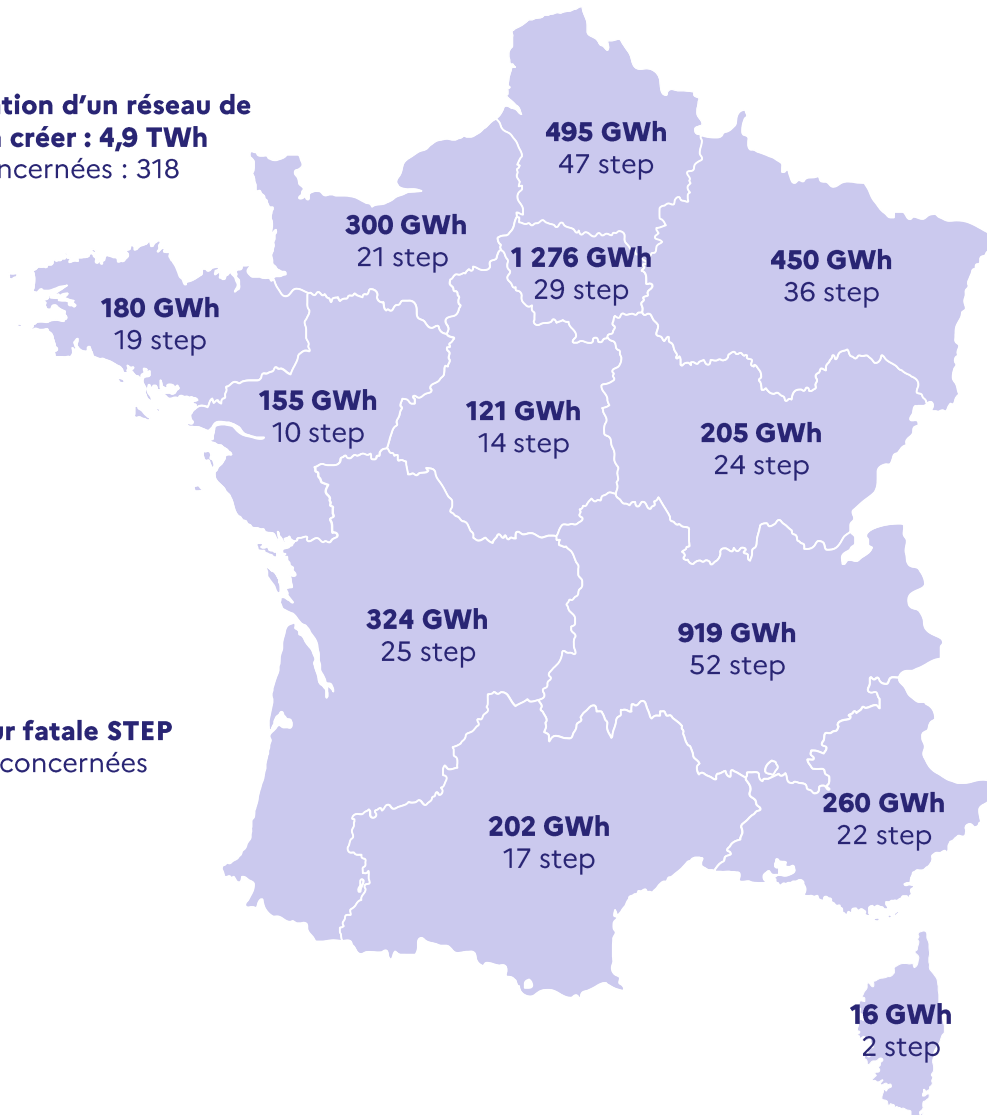 tion d'un réseau de
créer : 4,9 TWh
ncernées : 318
495 GWh
47 step
300 GWh
21 step
1 276 GWh
29 step
450 GWh
36 step
180 GWh
19 step
155 GWh
10 step
121 GWh
14 step
205 GWh
24 step
324 GWh
25 step
919 GWh
52 step
ur fatale STEP
concernées
260 GWh
22 step
202 GWh
17 step
16 GWh
2 step